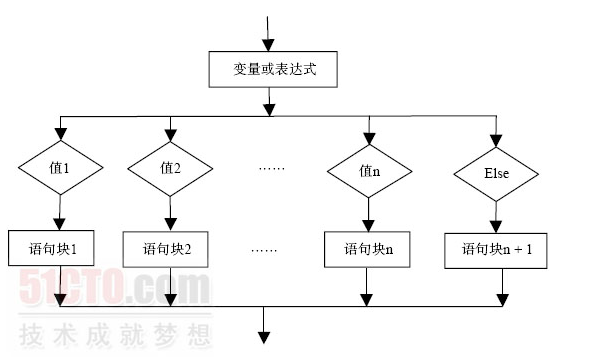 变量或表达式
值1
值2
……
值n
Else
语句块1
语句块2
……
语句块n
语句块n + 1
51CTO.com
技术成就梦想